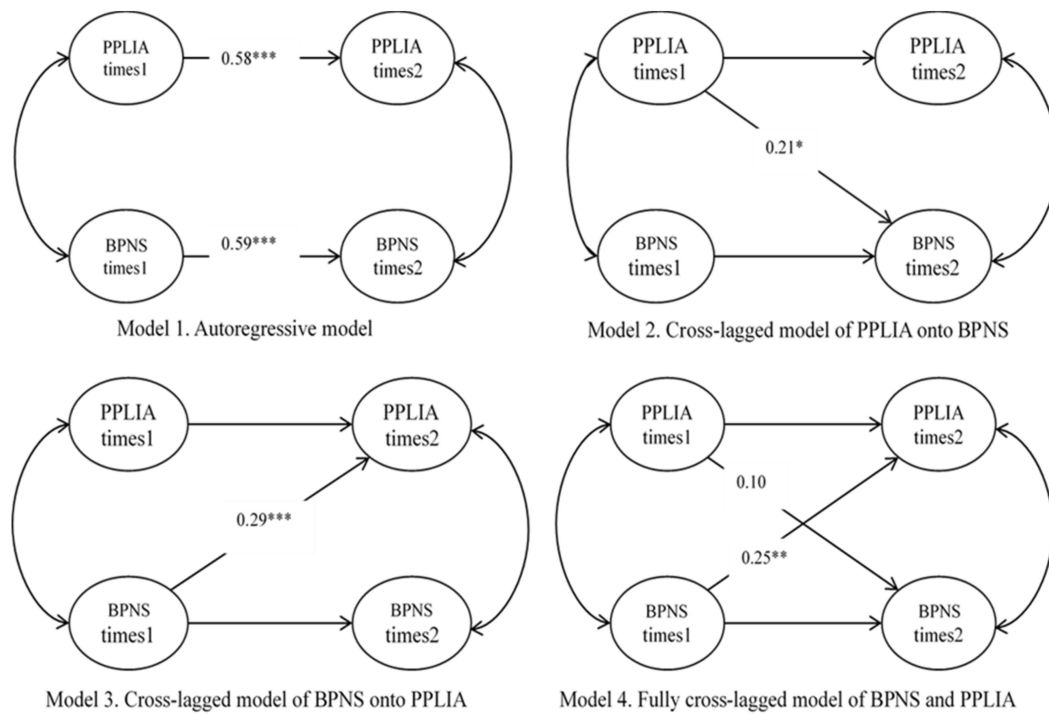 PPLIA
times1
0.58***
PPLIA
times2
BPNS
times1
0.59***
BPNS
times2
Model 1. Autoregressive model
PPLIA
times1
PPLIA
times2
0.21*
BPNS
times1
BPNS
times2
Model 2. Cross-lagged model of PPLIA onto BPNS
PPLIA
times1
PPLIA
times2
0.29***
BPNS
times1
BPNS
times2
Model 3. Cross-lagged model of BPNS onto PPLIA
PPLIA
times1
PPLIA
times2
0.10
0.25**
BPNS
times1
BPNS
times2
Model 4. Fully cross-lagged model of BPNS and PPLIA